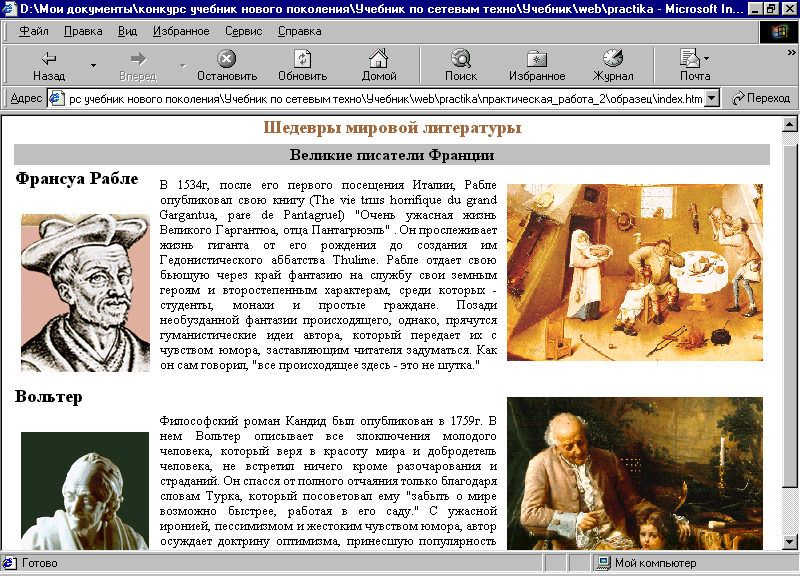 D:\Мои документы\конкурс учебник нового поколения\Учебник по сетевым техно\Учебник\web\practika - Microsoft In...
Файл Правка Вид Избранное Сервис Справка
Назад Вперед Остановить Обновить Домой Поиск Избранное Журнал Почта
Адрес рс учебник нового поколения\Учебник по сетевым техно\Учебник\web\practika\практическая_работа_2\образец\index.htm Переход
Шедевры мировой литературы
Великие писатели Франции
Франсуа Рабле
В 1534г, после его первого посещения Италии, Рабле
опубликовал свою книгу (The vie trиs horrifique du grand
Gargantua, pare de Pantagruel) "Очень ужасная жизнь
Великого Гаргантюа, отца Пантагрюэль" . Он прослеживает
жизнь гиганта от его рождения до создания им
Гедонистического аббатства Thulime. Рабле отдает свою
бьющую через край фантазию на службу свои земным
героям и второстепенным характерам, среди которых -
студенты, монахи и простые граждане. Позади
необузданной фантазии происходящего, однако, прячутся
гуманистические идеи автора, который передает их с
чувством юмора, заставляющим читателя задуматься. Как
он сам говорил, "все происходящее здесь - это не шутка."
Вольтер
Философский роман Кандид был опубликован в 1759г. В
нем Вольтер описывает все злоключения молодого
человека, который веря в красоту мира и добродетель
человека, не встретил ничего кроме разочарования и
страданий. Он спасся от полного отчаяния только благодаря
словам Турка, который посоветовал ему "забыть о мире
возможно быстрее, работая в его саду." С ужасной
иронией, пессимизмом и жестоким чувством юмора, автор
осуждает доктрину оптимизма, принесшую популярность
Готово Мой компьютер